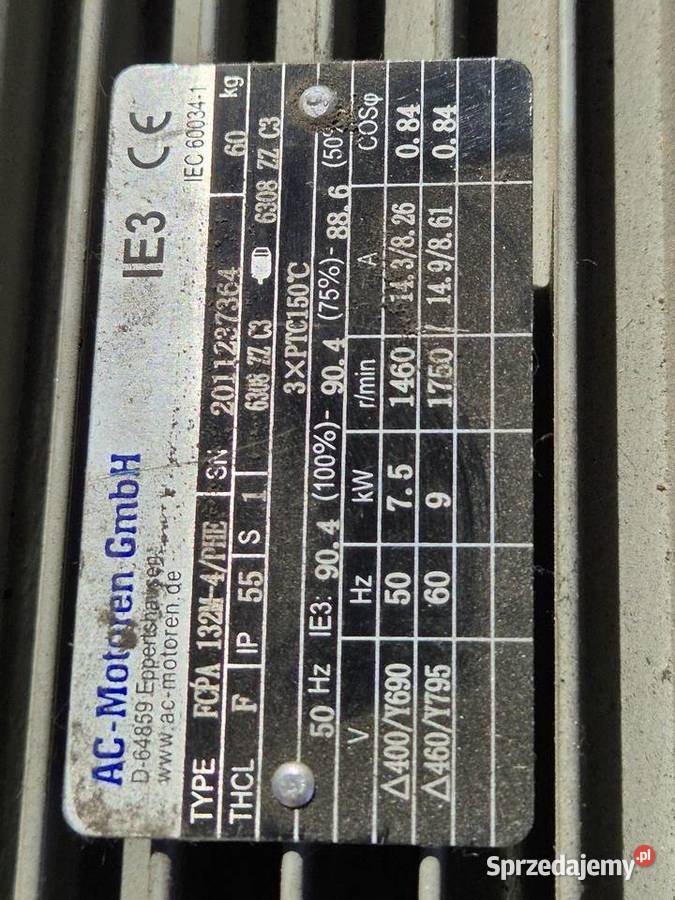 AC-Motoren GmbH IE3 CE
D-64859 Eppertshausen
www.ac-motoren.de IEC 60034-1
TYPE FCPA 132M-4/PHE SN 2011237364 60 kg
THCL F IP 55 S 1 6308 ZZ C3 6308 ZZ C3
3×PTC150℃
50 Hz IE3: 90.4 (100%)- 90.4 (75%)- 88.6 (50%
V Hz kW r/min A COSφ
△400/Y690 50 7.5 1460 14.3/8.26 0.84
△460/Y795 60 9 1750 14.9/8.61 0.84
Sprzedajemy.pl